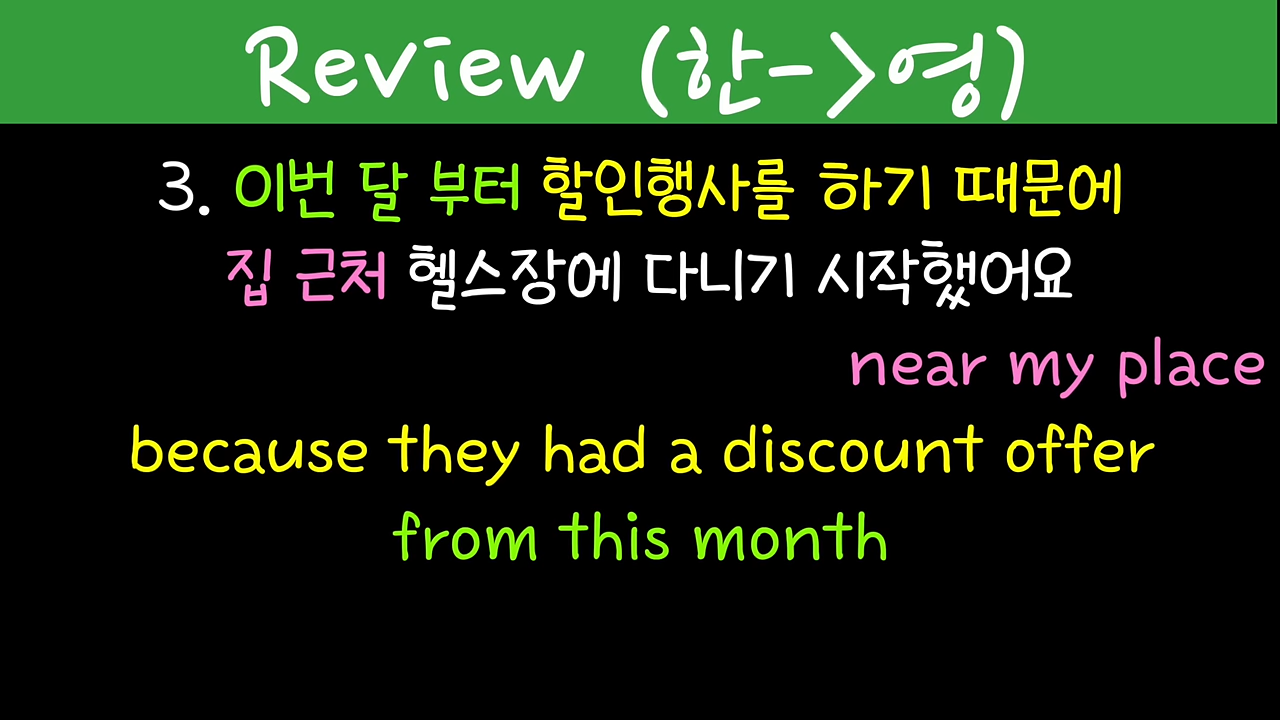 Review (한->영)
3. 이번 달 부터 할인행사를 하기 때문에
집 근처 헬스장에 다니기 시작했어요
near my place
because they had a discount offer
from this month